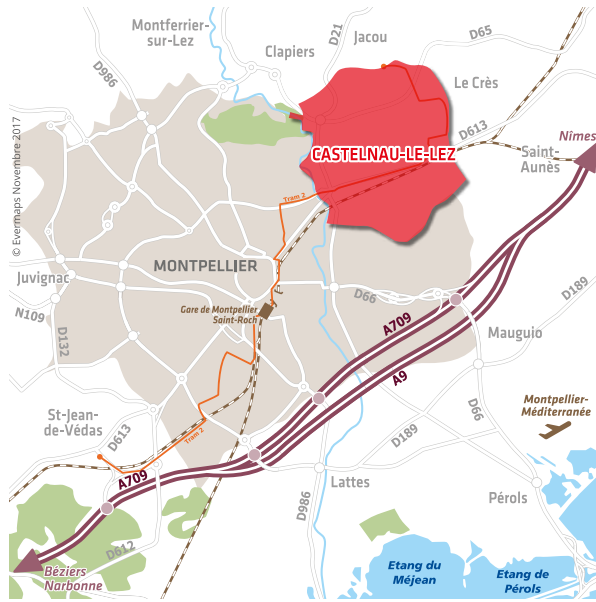 Montferrier-
sur-Lez
Clapiers
D21
Jacou
D65
D986
Le Crès
D613
Nîmes
CASTELNAU-LE-LEZ
Saint-
Aunès
© Evermaps Novembre 2017
Tram 2
MONTPELLIER
Juvignac
D66
D189
N109
Gare de Montpellier
Saint-Roch
A709
Mauguio
D132
A9
Montpellier-
Méditerranée
St-Jean-
de-Védas
D613
D66
Tram 2
D189
A709
Lattes
Pérols
D986
D612
Béziers
Narbonne
Etang du
Méjean
Etang de
Pérols